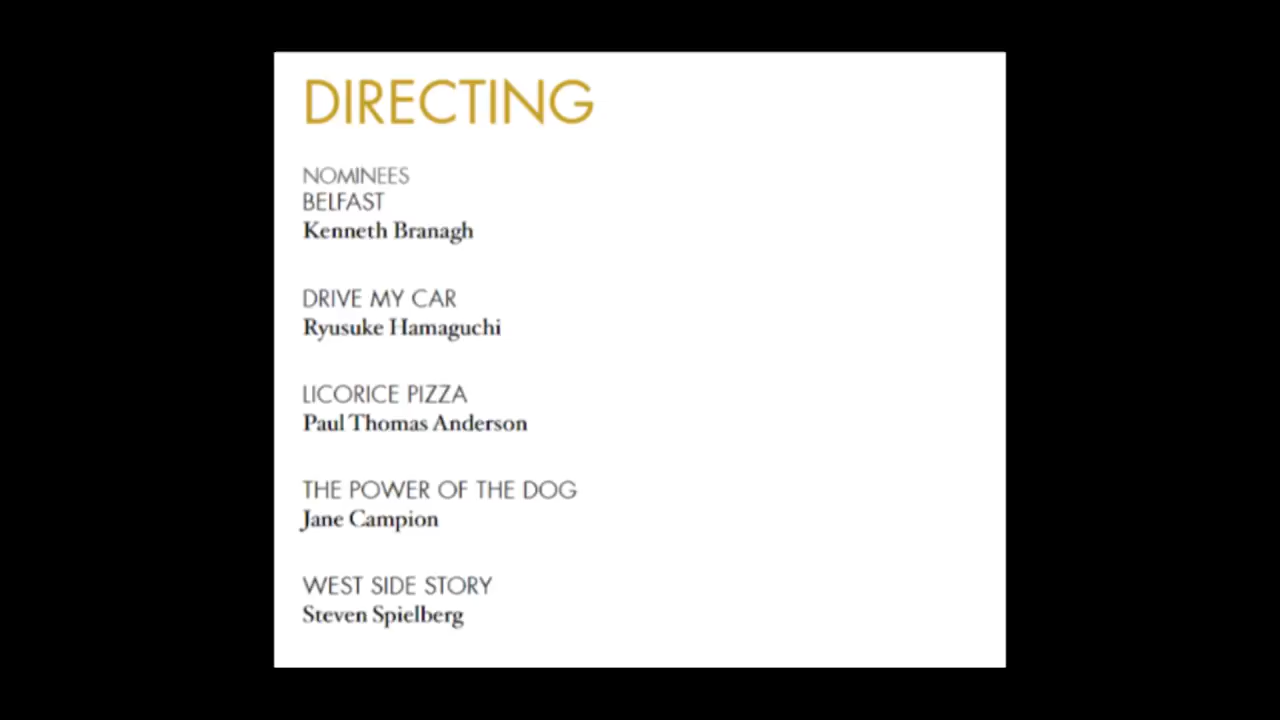 DIRECTING
NOMINEES
BELFAST
Kenneth Branagh
DRIVE MY CAR
Ryusuke Hamaguchi
LICORICE PIZZA
Paul Thomas Anderson
THE POWER OF THE DOG
Jane Campion
WEST SIDE STORY
Steven Spielberg